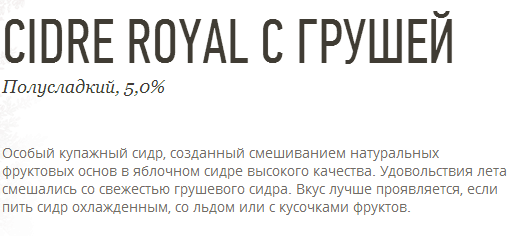 CIDRE ROYAL С ГРУШЕЙ
Полусладкий, 5,0%
Особый купажный сидр, созданный смешиванием натуральных
фруктовых основ в яблочном сидре высокого качества. Удовольствия лета
смешались со свежестью грушевого сидра. Вкус лучше проявляется, если
пить сидр охлажденным, со льдом или с кусочками фруктов.